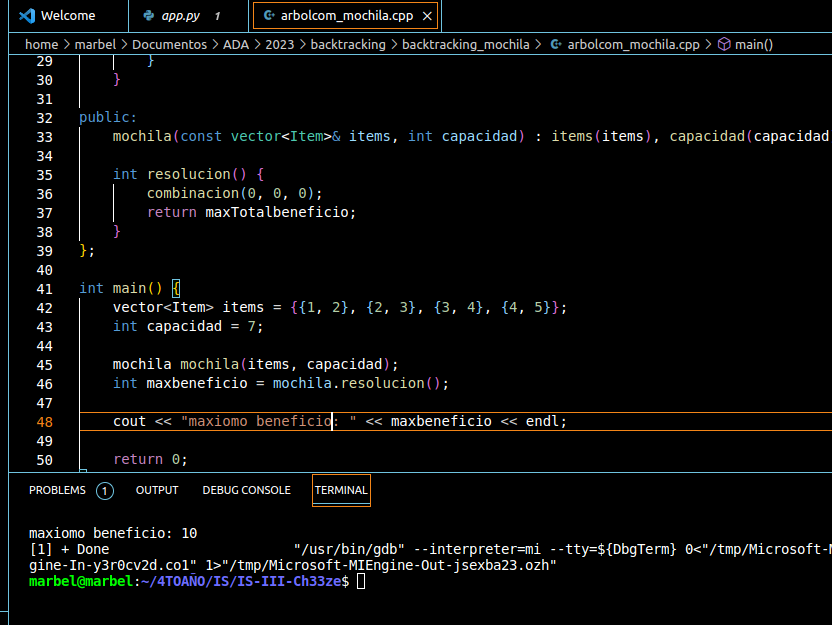 Welcome app.py 1 arbolcom_mochila.cpp ×
home > marbel > Documentos > ADA > 2023 > backtracking > backtracking_mochila > arbolcom_mochila.cpp > main()
29 }
30 }
31
32 public:
33 mochila(const vector<Item>& items, int capacidad) : items(items), capacidad(capacidad
34
35 int resolucion() {
36 combinacion(0, 0, 0);
37 return maxTotalbeneficio;
38 }
39 };
40
41 int main() {
42 vector<Item> items = {{1, 2}, {2, 3}, {3, 4}, {4, 5}};
43 int capacidad = 7;
44
45 mochila mochila(items, capacidad);
46 int maxbeneficio = mochila.resolucion();
47
48 cout << "maxiomo beneficio: " << maxbeneficio << endl;
49
50 return 0;
PROBLEMS 1 OUTPUT DEBUG CONSOLE TERMINAL
maxiomo beneficio: 10
[1] + Done "/usr/bin/gdb" --interpreter=mi --tty=${DbgTerm} 0<"/tmp/Microsoft-M
gine-In-y3r0cv2d.co1" 1>"/tmp/Microsoft-MIEngine-Out-jsexba23.ozh"
marbel@marbel:~/4TOAÑO/IS/IS-III-Ch33ze$